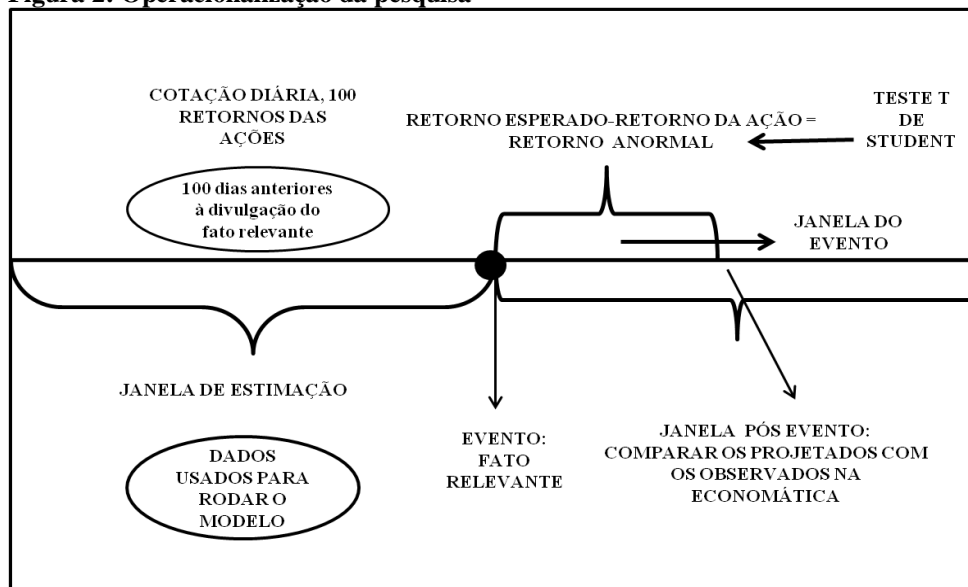 Figura 2: Operacionalização da pesquisa
COTAÇÃO DIÁRIA, 100
RETORNOS DAS
AÇÕES
100 dias anteriores
à divulgação do
fato relevante
RETORNO ESPERADO-RETORNO DA AÇÃO =
RETORNO ANORMAL
TESTE T
DE
STUDENT
JANELA DO
EVENTO
JANELA DE ESTIMAÇÃO
DADOS
USADOS PARA
RODAR O
MODELO
EVENTO:
FATO
RELEVANTE
JANELA PÓS EVENTO:
COMPARAR OS PROJETADOS COM
OS OBSERVADOS NA
ECONOMÁTICA